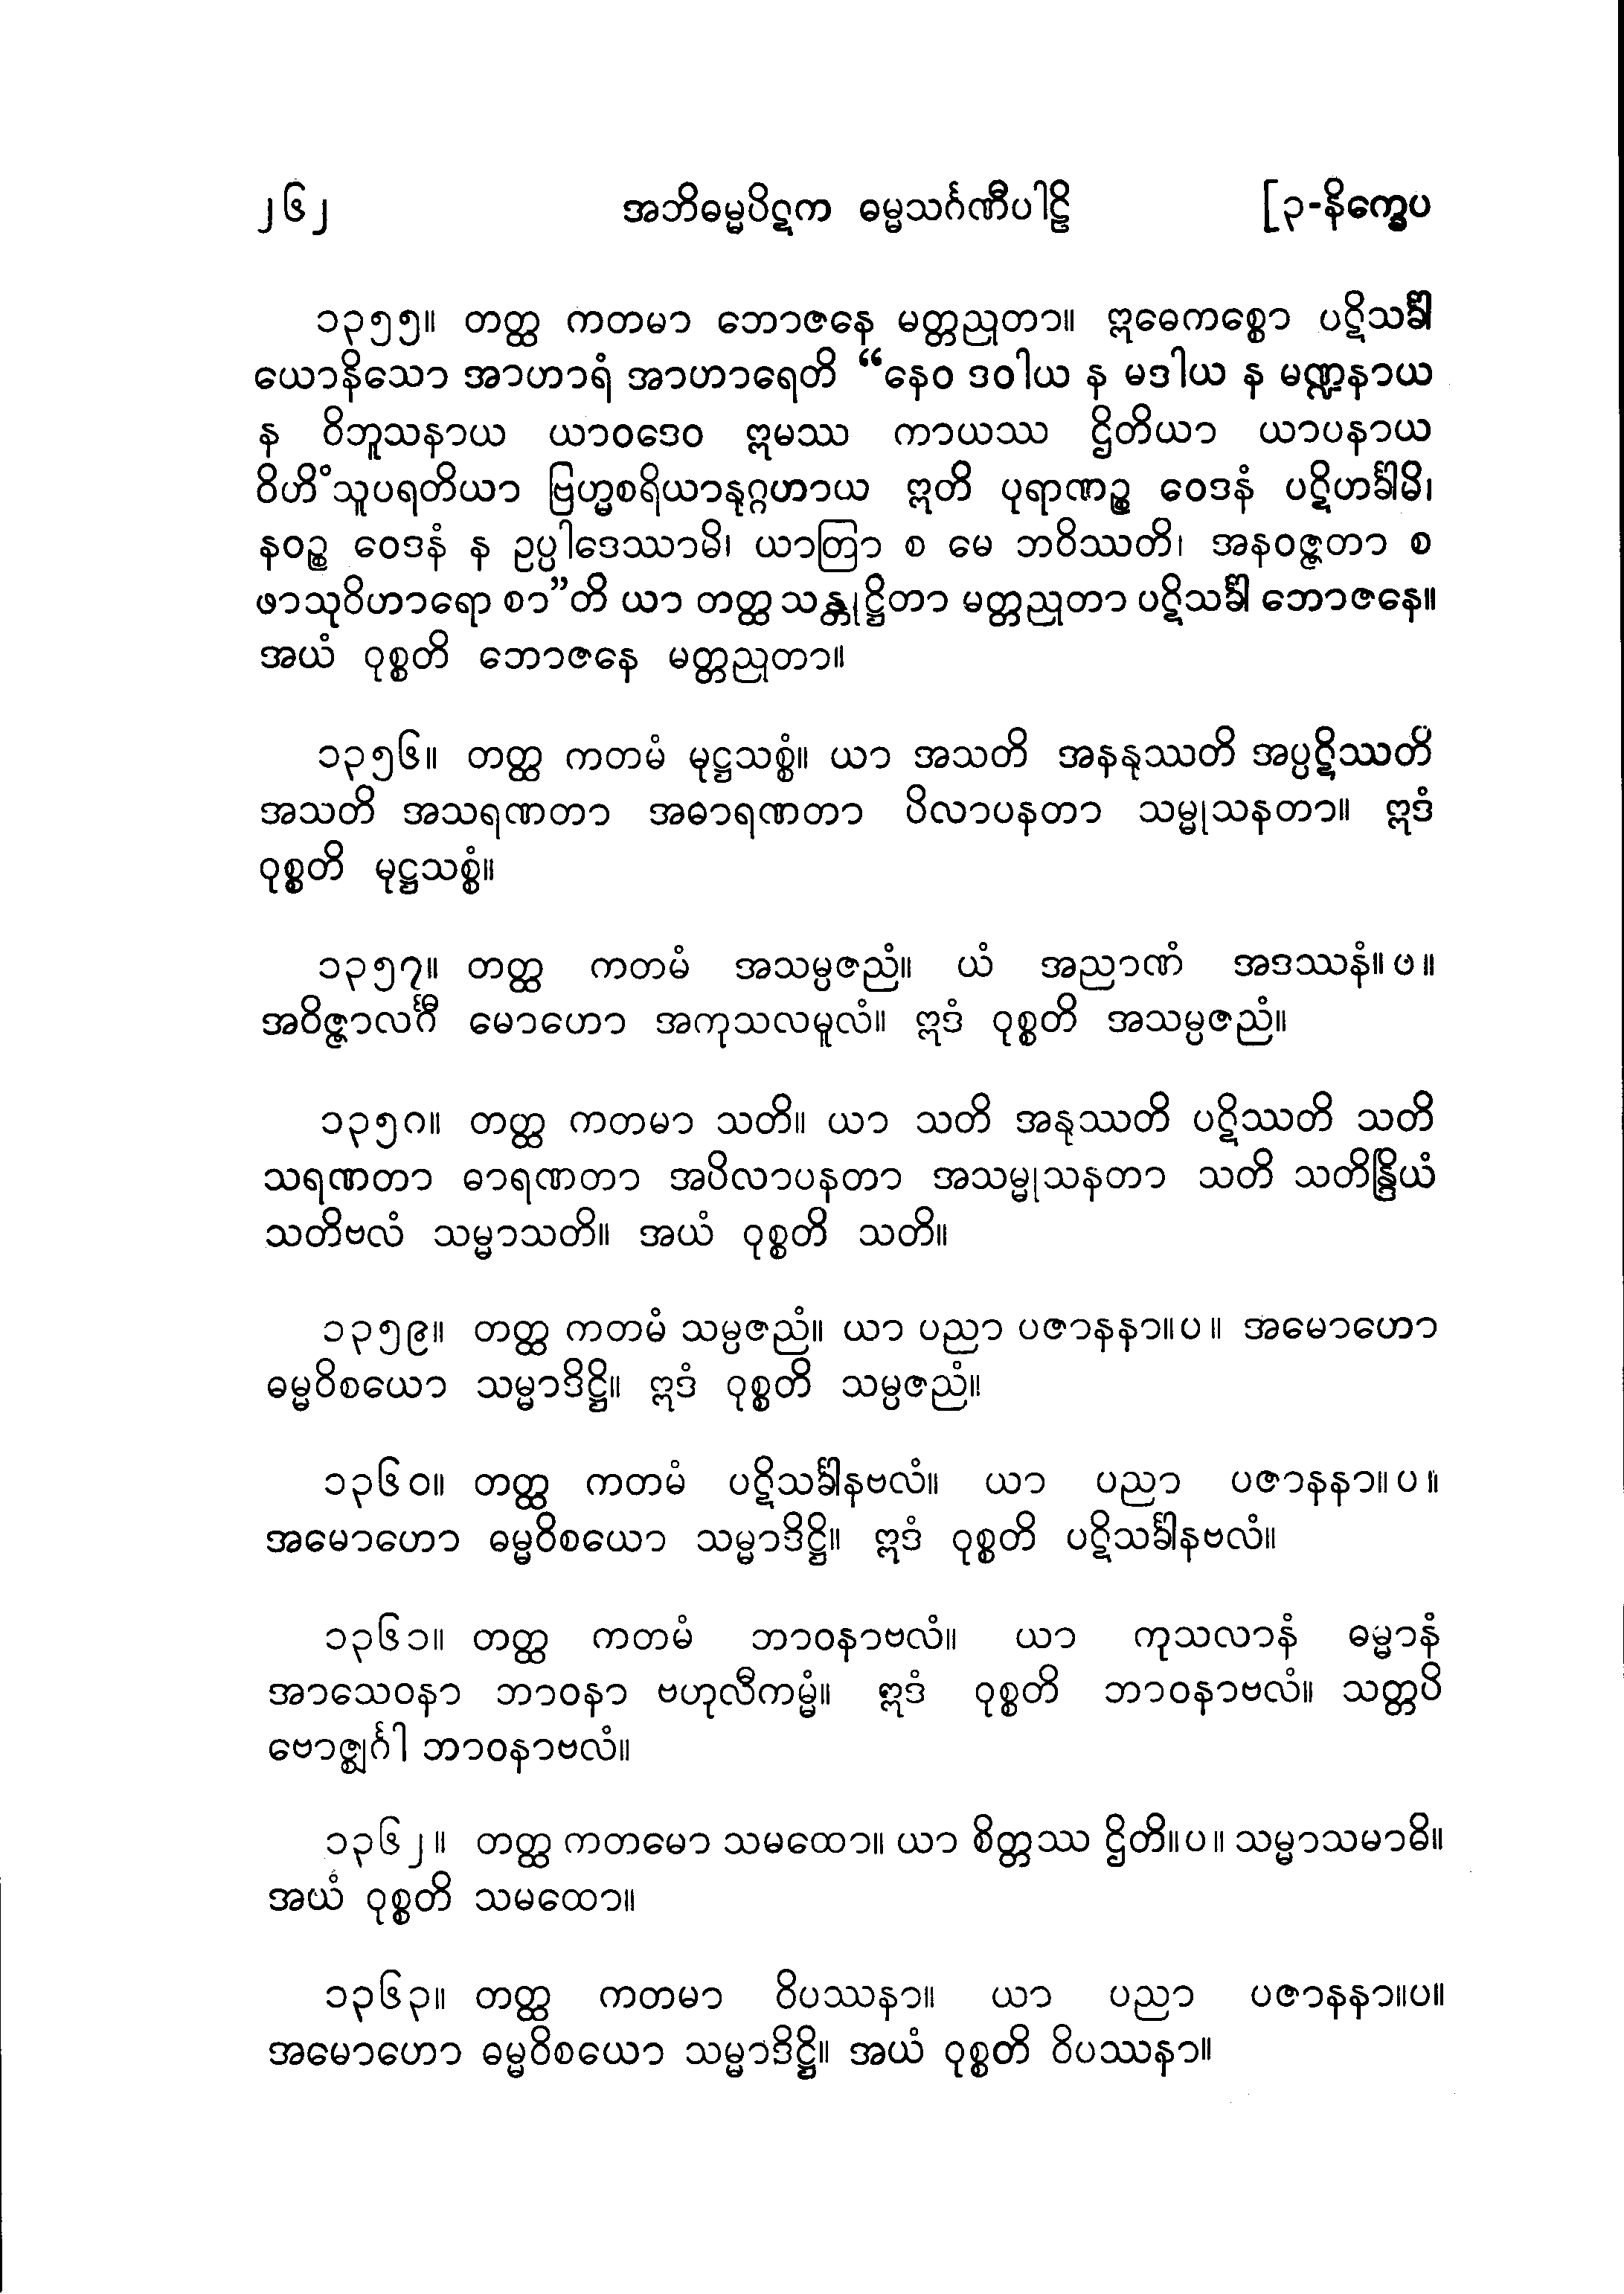 ၂၆၂ အဘိဓမ္မပိဋက ဓမ္မသင်္ဂဏီပါဠိ [၃-နိက္ခေပ
၁၃၅၅။ တတ္ထ ကတမာ ဘောဇနေ မတ္တညုတာ။ ဣဓေကစ္စော ပဋိသင်္ခါ
ယောနိသော အာဟာရံ အာဟာရေတိ “နေဝ ဒဝါယ န မဒါယ န မဏ္ဍနာယ
န ဝိဘူသနာယ ယာဝဒေဝ ဣမဿ ကာယဿ ဌိတိယာ ယာပနာယ
ဝိဟိံသူပရတိယာ ဗြဟ္မစရိယာနုဂ္ဂဟာယ ဣတိ ပုရာဏဉ္စ ဝေဒနံ ပဋိဟင်္ခါမိ၊
နဝဉ္စ ဝေဒနံ န ဥပ္ပါဒေဿာမိ၊ ယာတြာ စ မေ ဘဝိဿတိ၊ အနဝဇ္ဇတာ စ
ဖာသုဝိဟာရော စာ”တိ ယာ တတ္ထ သန္တုဋ္ဌိတာ မတ္တညုတာ ပဋိသင်္ခါ ဘောဇနေ။
အယံ ဝုစ္စတိ ဘောဇနေ မတ္တညုတာ။
၁၃၅၆။ တတ္ထ ကတမံ မုဋ္ဌသစ္စံ။ ယာ အသတိ အနနုဿတိ အပ္ပဋိဿတိ
အသတိ အသရဏတာ အဓာရဏတာ ပိလာပနတာ သမ္မုသနတာ။ ဣဒံ
ဝုစ္စတိ မုဋ္ဌသစ္စံ။
၁၃၅၇။ တတ္ထ ကတမံ အသမ္ပဇညံ။ ယံ အညာဏံ အဒဿနံ။ပ။
အဝိဇ္ဇာလင်္ဂီ မောဟော အကုသလမူလံ။ ဣဒံ ဝုစ္စတိ အသမ္ပဇညံ။
၁၃၅၈။ တတ္ထ ကတမာ သတိ။ ယာ သတိ အနုဿတိ ပဋိဿတိ သတိ
သရဏတာ ဓာရဏတာ အပိလာပနတာ အသမ္မုသနတာ သတိ သတိန္ဒြိယံ
သတိဗလံ သမ္မာသတိ။ အယံ ဝုစ္စတိ သတိ။
၁၃၅၉။ တတ္ထ ကတမံ သမ္ပဇညံ။ ယာ ပညာ ပဇာနနာ။ပ။ အမောဟော
ဓမ္မဝိစယော သမ္မာဒိဋ္ဌိ။ ဣဒံ ဝုစ္စတိ သမ္ပဇညံ။
၁၃၆၀။ တတ္ထ ကတမံ ပဋိသင်္ခါနဗလံ။ ယာ ပညာ ပဇာနနာ။ပ။
အမောဟော ဓမ္မဝိစယော သမ္မာဒိဋ္ဌိ။ ဣဒံ ဝုစ္စတိ ပဋိသင်္ခါနဗလံ။
၁၃၆၁။ တတ္ထ ကတမံ ဘာဝနာဗလံ။ ယာ ကုသလာနံ ဓမ္မာနံ
အာသေဝနာ ဘာဝနာ ဗဟုလီကမ္မံ။ ဣဒံ ဝုစ္စတိ ဘာဝနာဗလံ။ သတ္တပိ
ဗောဇ္ဈင်္ဂါ ဘာဝနာဗလံ။
၁၃၆၂။ တတ္ထ ကတမော သမထော။ ယာ စိတ္တဿ ဌိတိ။ပ။ သမ္မာသမာဓိ။
အယံ ဝုစ္စတိ သမထော။
၁၃၆၃။ တတ္ထ ကတမာ ဝိပဿနာ။ ယာ ပညာ ပဇာနနာ။ပ။
အမောဟော ဓမ္မဝိစယော သမ္မာဒိဋ္ဌိ။ အယံ ဝုစ္စတိ ဝိပဿနာ။